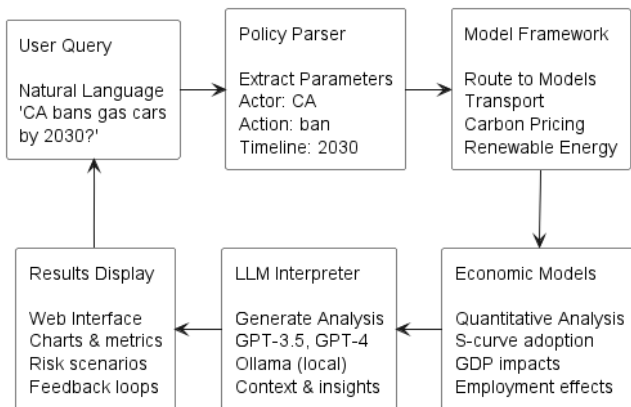 User Query
Natural Language
'CA bans gas cars
by 2030?'
Policy Parser
Extract Parameters
Actor: CA
Action: ban
Timeline: 2030
Model Framework
Route to Models
Transport
Carbon Pricing
Renewable Energy
Results Display
Web Interface
Charts & metrics
Risk scenarios
Feedback loops
LLM Interpreter
Generate Analysis
GPT-3.5, GPT-4
Ollama (local)
Context & insights
Economic Models
Quantitative Analysis
S-curve adoption
GDP impacts
Employment effects